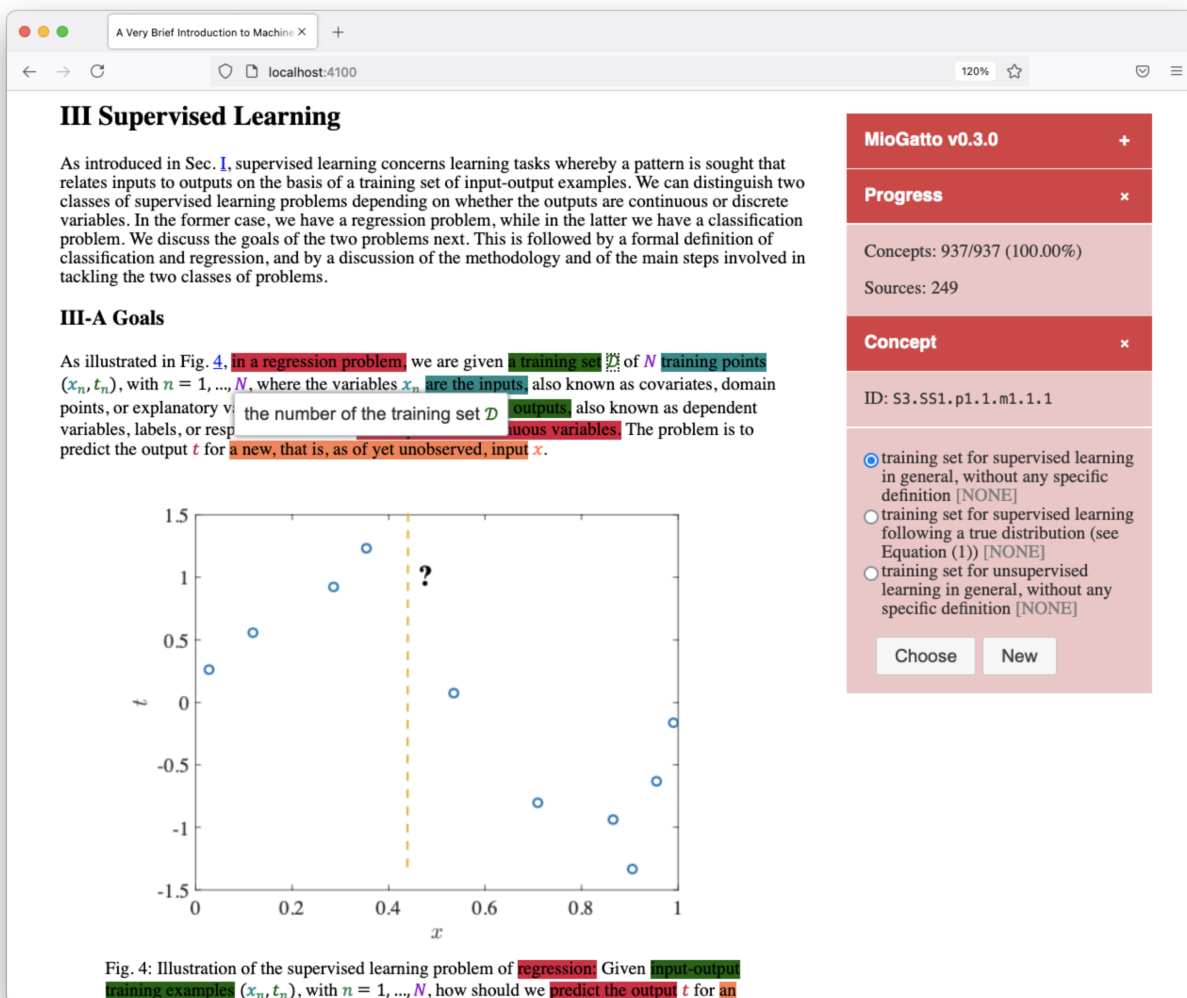 A Very Brief Introduction to Machine
localhost:4100
120%
III Supervised Learning
As introduced in Sec. I, supervised learning concerns learning tasks whereby a pattern is sought that
relates inputs to outputs on the basis of a training set of input-output examples. We can distinguish two
classes of supervised learning problems depending on whether the outputs are continuous or discrete
variables. In the former case, we have a regression problem, while in the latter we have a classification
problem. We discuss the goals of the two problems next. This is followed by a formal definition of
classification and regression, and by a discussion of the methodology and of the main steps involved in
tackling the two classes of problems.
III-A Goals
As illustrated in Fig. 4, in a regression problem, we are given a training set 𝒟 of N training points
(xₙ, tₙ), with n = 1, ..., N, where the variables xₙ are the inputs, also known as covariates, domain
points, or explanatory v outputs, also known as dependent
the number of the training set 𝒟
variables, labels, or resp uous variables. The problem is to
predict the output t for a new, that is, as of yet unobserved, input x.
1.5
1
0.5
0
-0.5
-1
-1.5
t
?
0 0.2 0.4 0.6 0.8 1
x
Fig. 4: Illustration of the supervised learning problem of regression: Given input-output
training examples (xₙ, tₙ), with n = 1, ..., N, how should we predict the output t for an
MioGatto v0.3.0 +
Progress ×
Concepts: 937/937 (100.00%)
Sources: 249
Concept ×
ID: S3.SS1.p1.1.m1.1.1
training set for supervised learning
in general, without any specific
definition [NONE]
training set for supervised learning
following a true distribution (see
Equation (1)) [NONE]
training set for unsupervised
learning in general, without any
specific definition [NONE]
Choose New